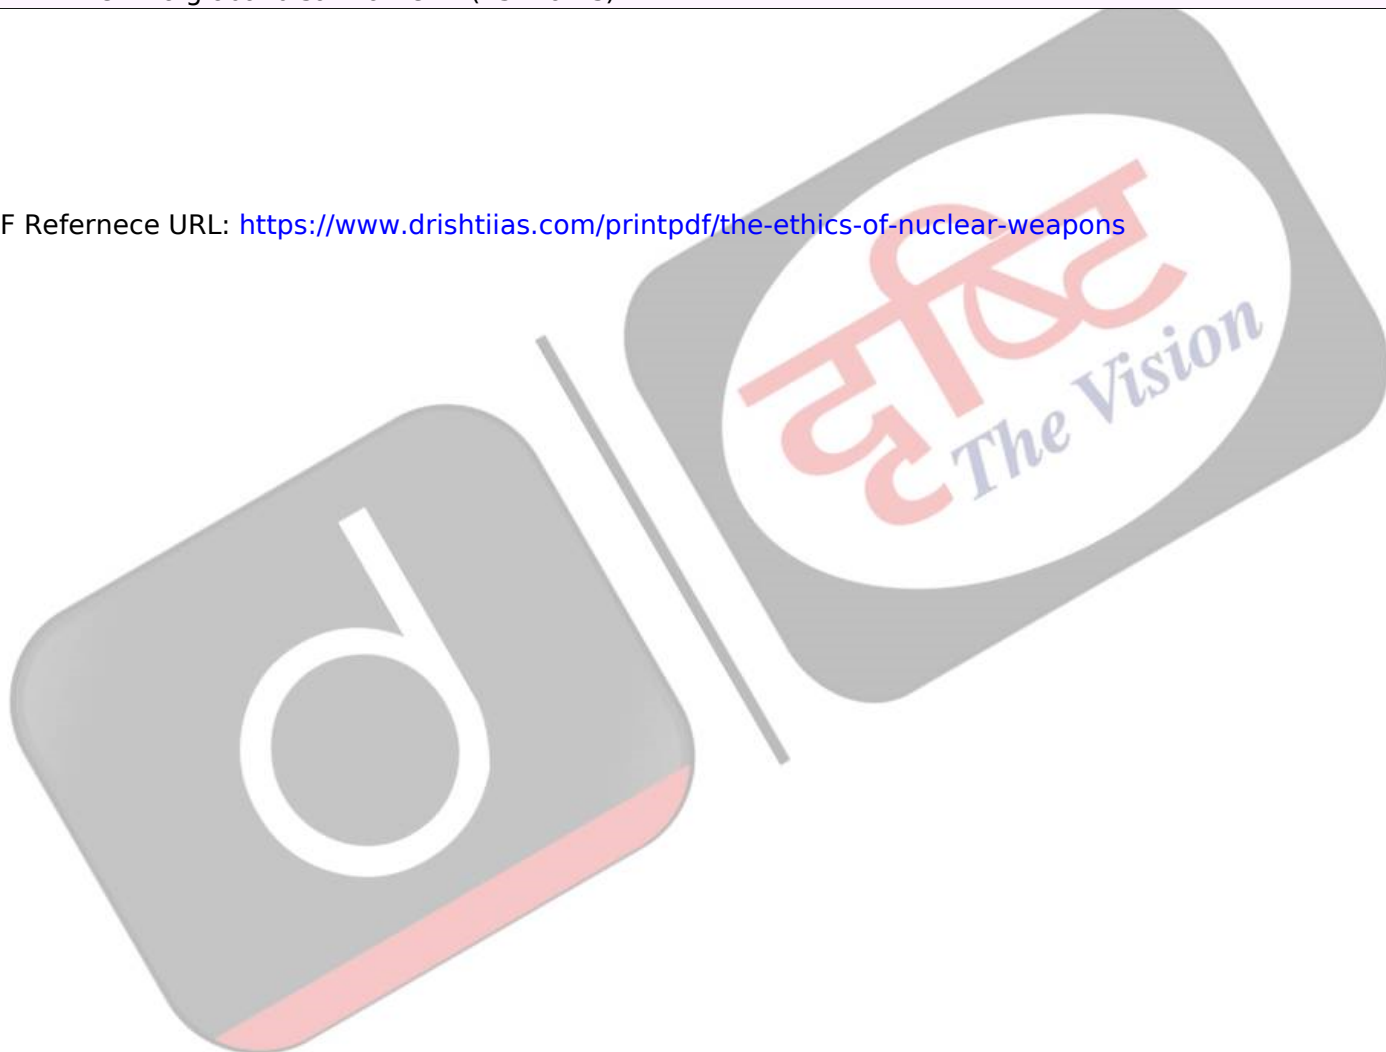 F Refernece URL: https://www.drishtiias.com/printpdf/the-ethics-of-nuclear-weapons
दृष्टि
The Vision
d